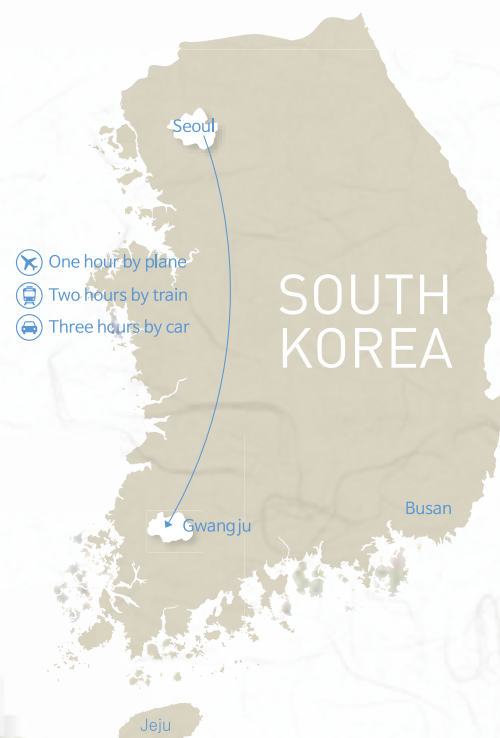 Seoul
One hour by plane
Two hours by train
Three hours by car
SOUTH
KOREA
Busan
Gwangju
Jeju